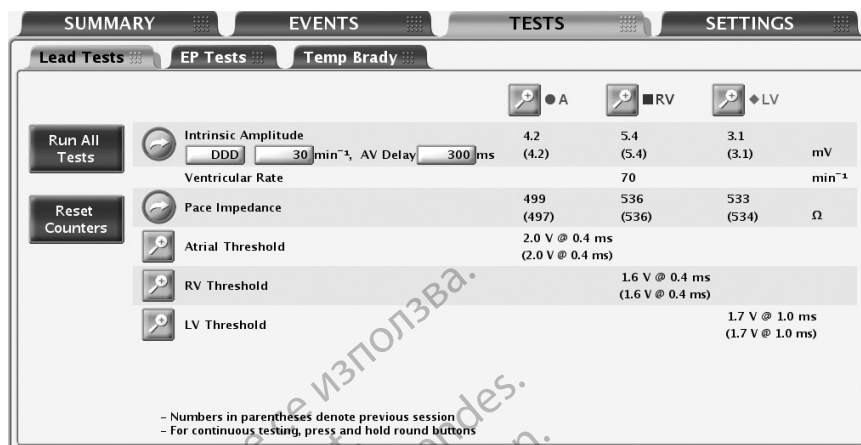 SUMMARY EVENTS TESTS SETTINGS
Lead Tests EP Tests Temp Brady
● A ■ RV ◆ LV
Run All Tests
Intrinsic Amplitude 4.2 5.4 3.1
DDD 30 min⁻¹, AV Delay 300 ms (4.2) (5.4) (3.1) mV
Ventricular Rate 70 min⁻¹
Reset Counters
Pace Impedance 499 536 533
(497) (536) (534) Ω
Atrial Threshold 2.0 V @ 0.4 ms
(2.0 V @ 0.4 ms)
RV Threshold 1.6 V @ 0.4 ms
(1.6 V @ 0.4 ms)
LV Threshold 1.7 V @ 1.0 ms
(1.7 V @ 1.0 ms)
– Numbers in parentheses denote previous session
– For continuous testing, press and hold round buttons
се използва.